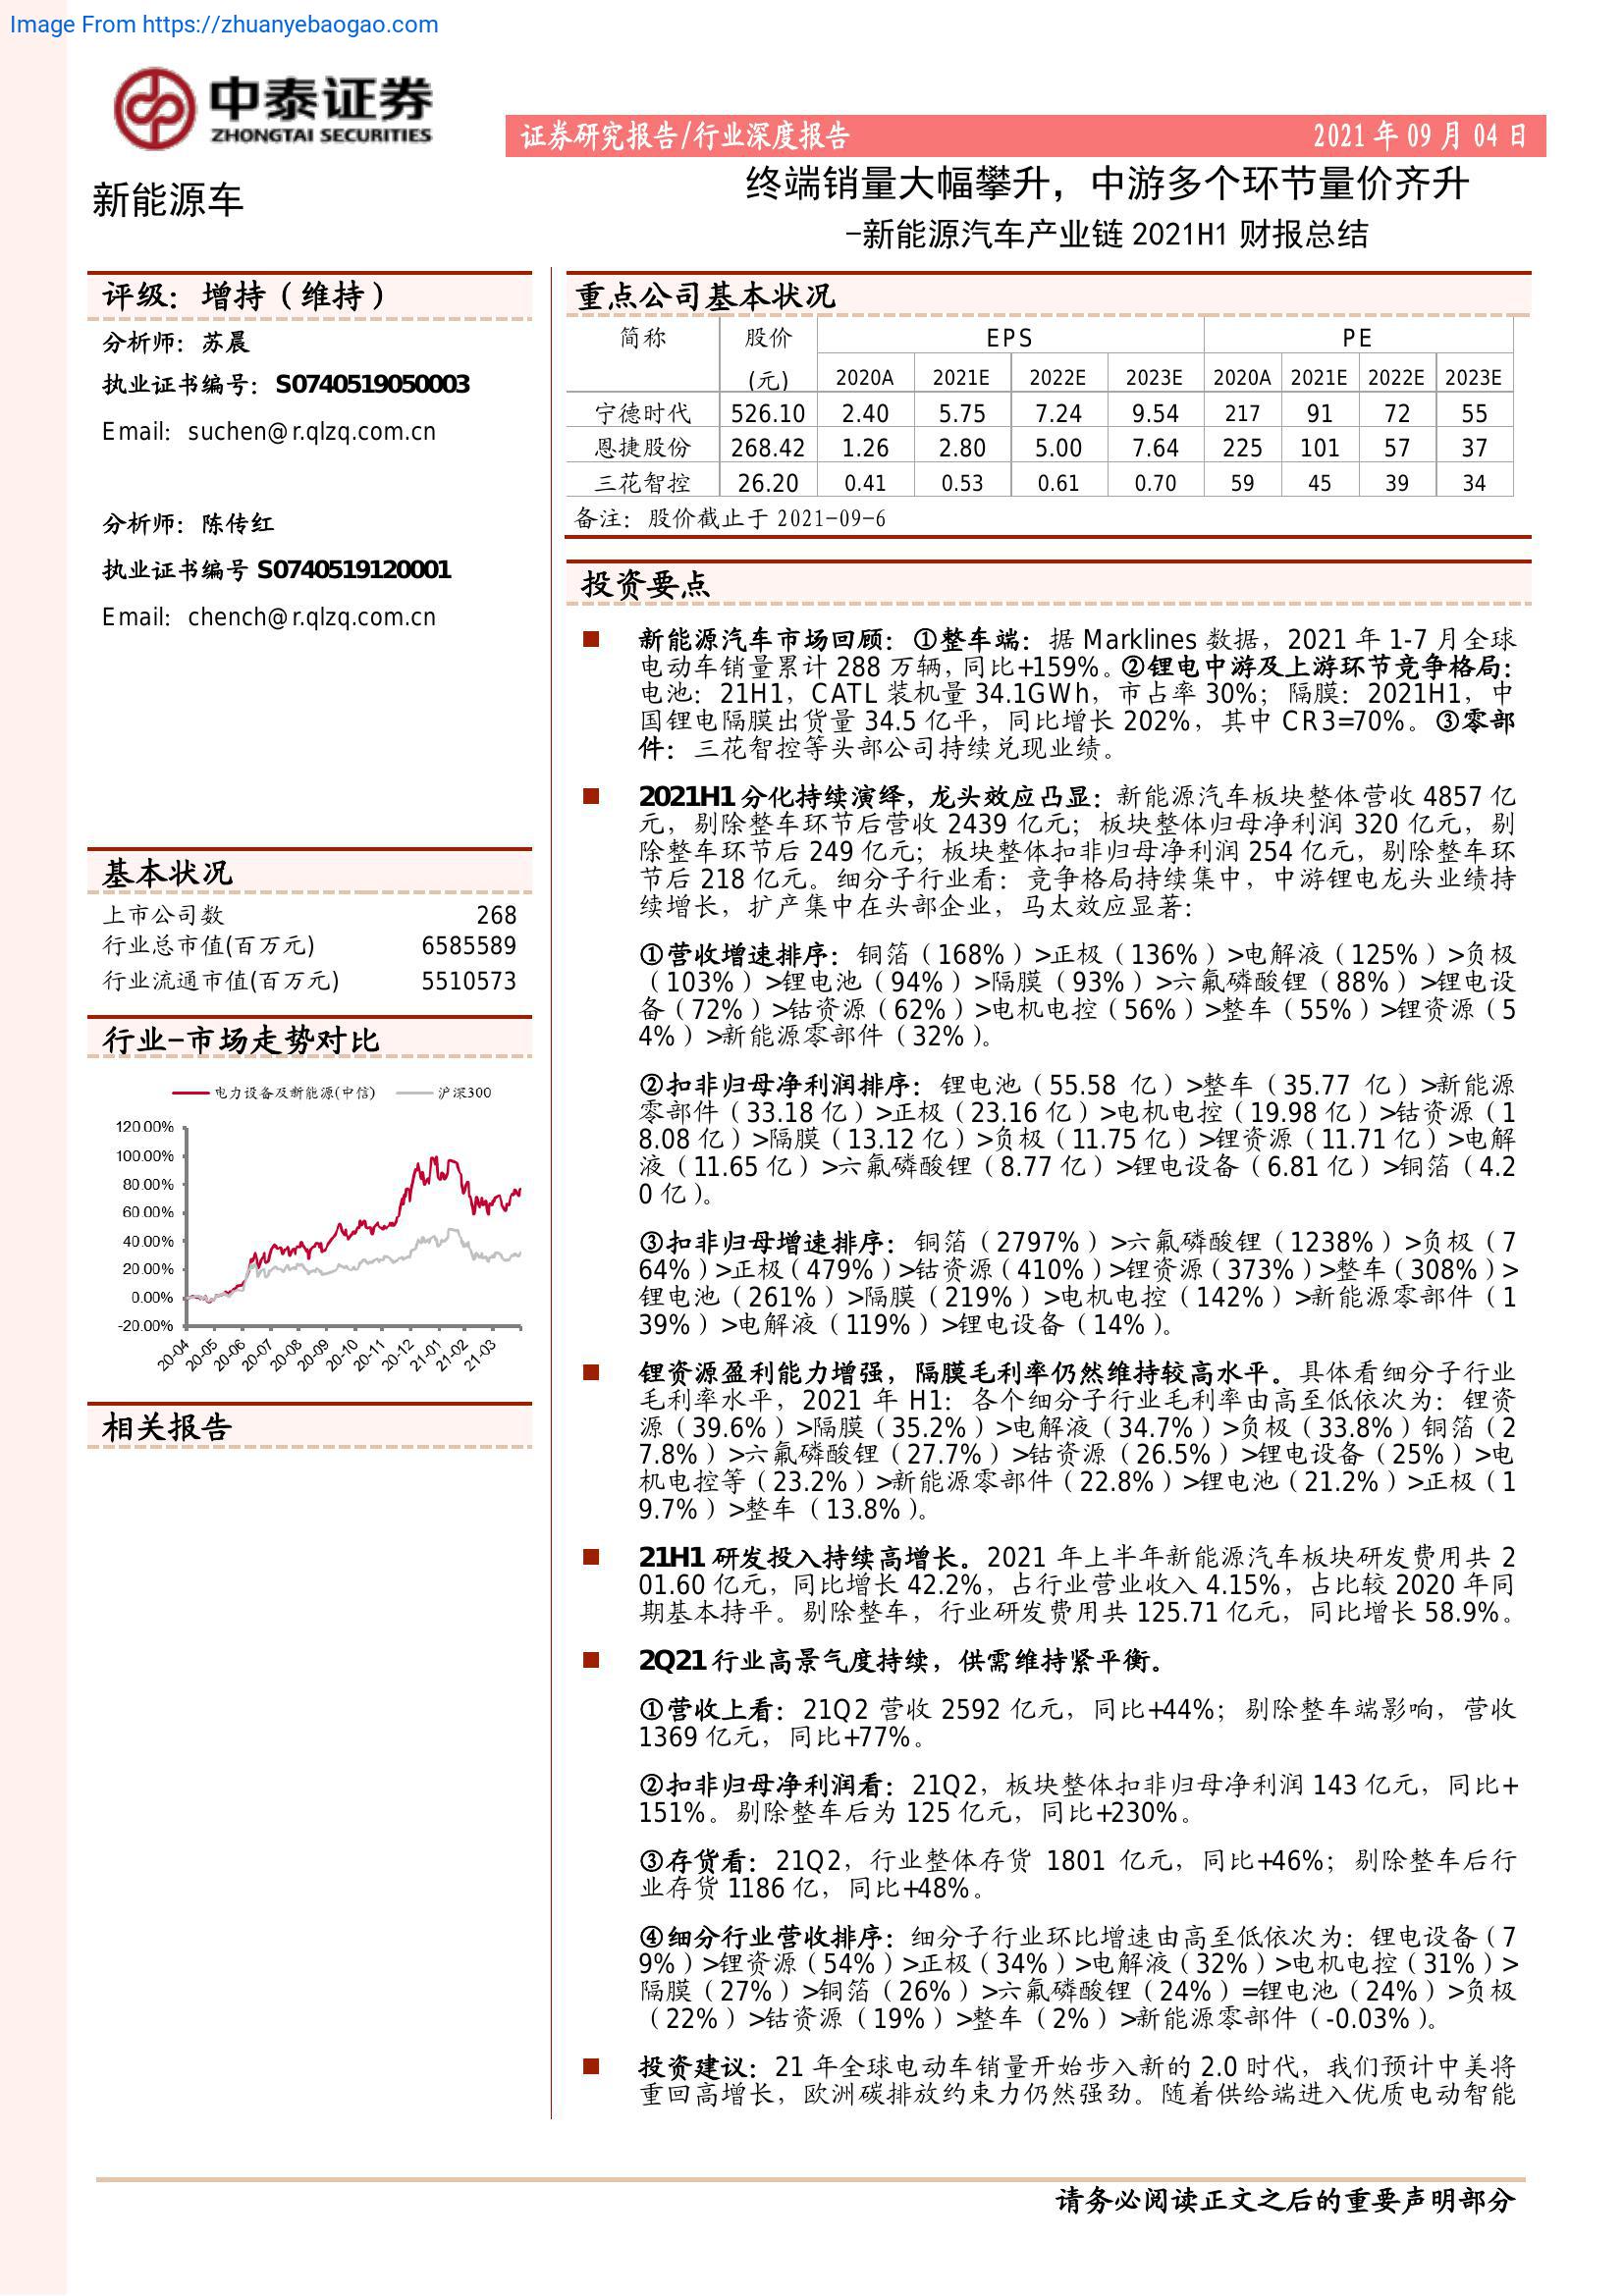 Image From https://zhuanyebaogao.com
中泰证券
ZHONGTAI SECURITIES
证券研究报告/行业深度报告 2021 年 09 月 04 日
新能源车
终端销量大幅攀升，中游多个环节量价齐升
-新能源汽车产业链 2021H1 财报总结
评级：增持（维持）
分析师：苏晨
执业证书编号：S0740519050003
Email：suchen@r.qlzq.com.cn
分析师：陈传红
执业证书编号 S0740519120001
Email：chench@r.qlzq.com.cn
基本状况
上市公司数 268
行业总市值(百万元) 6585589
行业流通市值(百万元) 5510573
行业-市场走势对比
电力设备及新能源(中信) 沪深300
120.00%
100.00%
80.00%
60.00%
40.00%
20.00%
0.00%
-20.00%
20-04 20-05 20-06 20-07 20-08 20-09 20-10 20-11 20-12 21-01 21-02 21-03
相关报告
重点公司基本状况
简称 股价 EPS PE
(元) 2020A 2021E 2022E 2023E 2020A 2021E 2022E 2023E
宁德时代 526.10 2.40 5.75 7.24 9.54 217 91 72 55
恩捷股份 268.42 1.26 2.80 5.00 7.64 225 101 57 37
三花智控 26.20 0.41 0.53 0.61 0.70 59 45 39 34
备注：股价截止于 2021-09-6
投资要点
■ 新能源汽车市场回顾：①整车端：据 Marklines 数据，2021 年 1-7 月全球
电动车销量累计 288 万辆，同比+159%。②锂电中游及上游环节竞争格局：
电池：21H1，CATL 装机量 34.1GWh，市占率 30%；隔膜：2021H1，中
国锂电隔膜出货量 34.5 亿平，同比增长 202%，其中 CR3=70%。③零部
件：三花智控等头部公司持续兑现业绩。
■ 2021H1 分化持续演绎，龙头效应凸显：新能源汽车板块整体营收 4857 亿
元，剔除整车环节后营收 2439 亿元；板块整体归母净利润 320 亿元，剔
除整车环节后 249 亿元；板块整体扣非归母净利润 254 亿元，剔除整车环
节后 218 亿元。细分子行业看：竞争格局持续集中，中游锂电龙头业绩持
续增长，扩产集中在头部企业，马太效应显著：
①营收增速排序：铜箔（168%）>正极（136%）>电解液（125%）>负极
（103%）>锂电池（94%）>隔膜（93%）>六氟磷酸锂（88%）>锂电设
备（72%）>钴资源（62%）>电机电控（56%）>整车（55%）>锂资源（5
4%）>新能源零部件（32%）。
②扣非归母净利润排序：锂电池（55.58 亿）>整车（35.77 亿）>新能源
零部件（33.18 亿）>正极（23.16 亿）>电机电控（19.98 亿）>钴资源（1
8.08 亿）>隔膜（13.12 亿）>负极（11.75 亿）>锂资源（11.71 亿）>电解
液（11.65 亿）>六氟磷酸锂（8.77 亿）>锂电设备（6.81 亿）>铜箔（4.2
0 亿）。
③扣非归母增速排序：铜箔（2797%）>六氟磷酸锂（1238%）>负极（7
64%）>正极（479%）>钴资源（410%）>锂资源（373%）>整车（308%）>
锂电池（261%）>隔膜（219%）>电机电控（142%）>新能源零部件（1
39%）>电解液（119%）>锂电设备（14%）。
■ 锂资源盈利能力增强，隔膜毛利率仍然维持较高水平。具体看细分子行业
毛利率水平，2021 年 H1：各个细分子行业毛利率由高至低依次为：锂资
源（39.6%）>隔膜（35.2%）>电解液（34.7%）>负极（33.8%）铜箔（2
7.8%）>六氟磷酸锂（27.7%）>钴资源（26.5%）>锂电设备（25%）>电
机电控等（23.2%）>新能源零部件（22.8%）>锂电池（21.2%）>正极（1
9.7%）>整车（13.8%）。
■ 21H1 研发投入持续高增长。2021 年上半年新能源汽车板块研发费用共 2
01.60 亿元，同比增长 42.2%，占行业营业收入 4.15%，占比较 2020 年同
期基本持平。剔除整车，行业研发费用共 125.71 亿元，同比增长 58.9%。
■ 2Q21 行业高景气度持续，供需维持紧平衡。
①营收上看：21Q2 营收 2592 亿元，同比+44%；剔除整车端影响，营收
1369 亿元，同比+77%。
②扣非归母净利润看：21Q2，板块整体扣非归母净利润 143 亿元，同比+
151%。剔除整车后为 125 亿元，同比+230%。
③存货看：21Q2，行业整体存货 1801 亿元，同比+46%；剔除整车后行
业存货 1186 亿，同比+48%。
④细分行业营收排序：细分子行业环比增速由高至低依次为：锂电设备（7
9%）>锂资源（54%）>正极（34%）>电解液（32%）>电机电控（31%）>
隔膜（27%）>铜箔（26%）>六氟磷酸锂（24%）=锂电池（24%）>负极
（22%）>钴资源（19%）>整车（2%）>新能源零部件（-0.03%）。
■ 投资建议：21 年全球电动车销量开始步入新的 2.0 时代，我们预计中美将
重回高增长，欧洲碳排放约束力仍然强劲。随着供给端进入优质电动智能
请务必阅读正文之后的重要声明部分